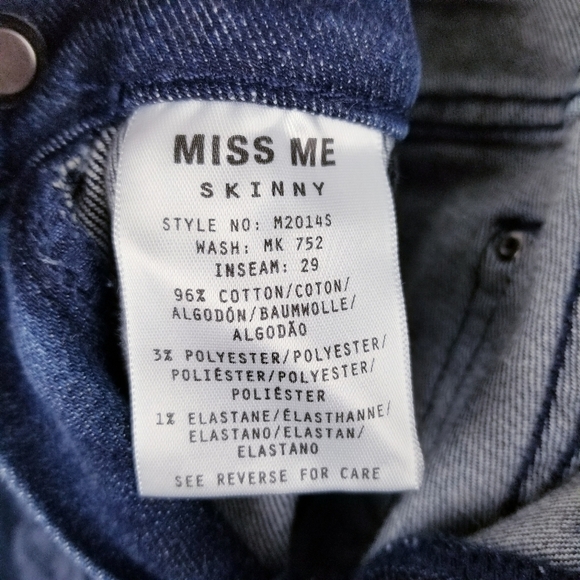 MISS ME
SKINNY
STYLE NO: M2014S
WASH: MK 752
INSEAM: 29
96% COTTON/COTON/
ALGODÓN/BAUMWOLLE/
ALGODÃO
3% POLYESTER/POLYESTER/
POLIÉSTER/POLYESTER/
POLIÉSTER
1% ELASTANE/ÉLASTHANNE/
ELASTANO/ELASTAN/
ELASTANO
SEE REVERSE FOR CARE